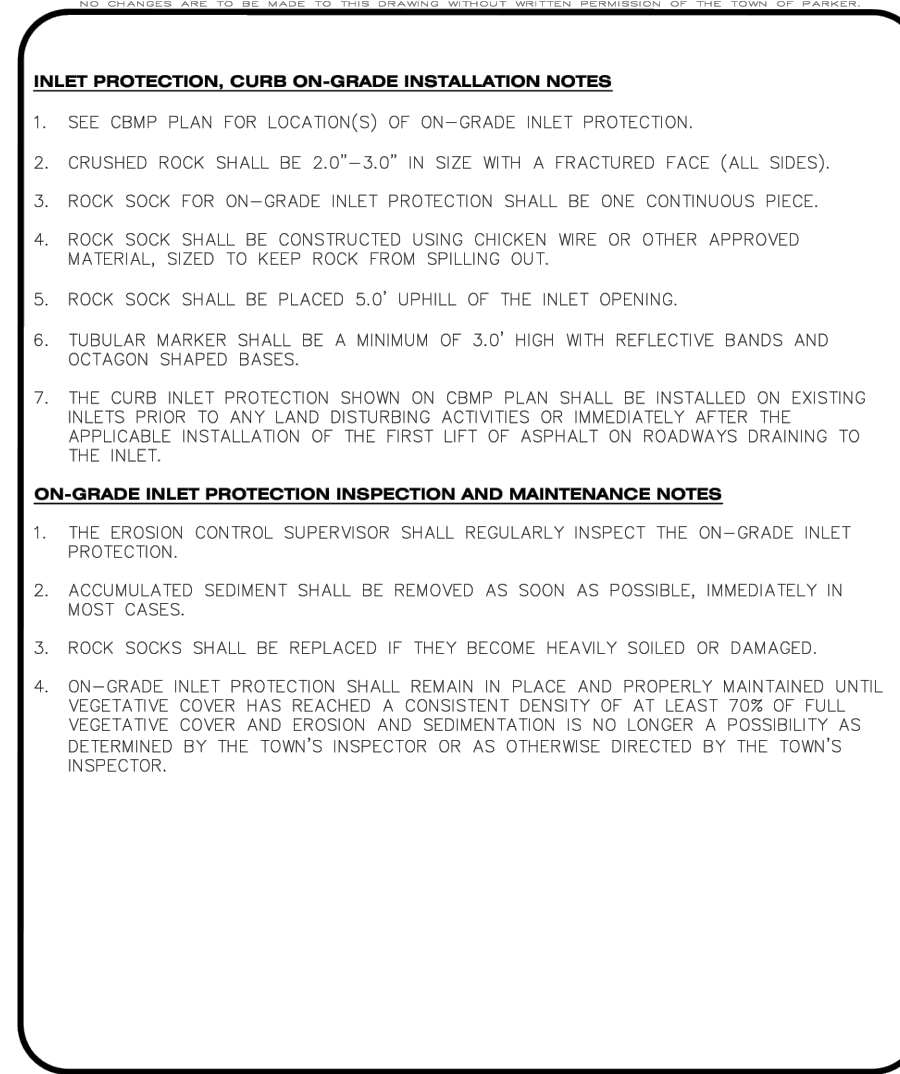 NO CHANGES ARE TO BE MADE TO THIS DRAWING WITHOUT WRITTEN PERMISSION OF THE TOWN OF PARKER.
INLET PROTECTION, CURB ON-GRADE INSTALLATION NOTES
1. SEE CBMP PLAN FOR LOCATION(S) OF ON-GRADE INLET PROTECTION.
2. CRUSHED ROCK SHALL BE 2.0"-3.0" IN SIZE WITH A FRACTURED FACE (ALL SIDES).
3. ROCK SOCK FOR ON-GRADE INLET PROTECTION SHALL BE ONE CONTINUOUS PIECE.
4. ROCK SOCK SHALL BE CONSTRUCTED USING CHICKEN WIRE OR OTHER APPROVED
MATERIAL, SIZED TO KEEP ROCK FROM SPILLING OUT.
5. ROCK SOCK SHALL BE PLACED 5.0' UPHILL OF THE INLET OPENING.
6. TUBULAR MARKER SHALL BE A MINIMUM OF 3.0' HIGH WITH REFLECTIVE BANDS AND
OCTAGON SHAPED BASES.
7. THE CURB INLET PROTECTION SHOWN ON CBMP PLAN SHALL BE INSTALLED ON EXISTING
INLETS PRIOR TO ANY LAND DISTURBING ACTIVITIES OR IMMEDIATELY AFTER THE
APPLICABLE INSTALLATION OF THE FIRST LIFT OF ASPHALT ON ROADWAYS DRAINING TO
THE INLET.
ON-GRADE INLET PROTECTION INSPECTION AND MAINTENANCE NOTES
1. THE EROSION CONTROL SUPERVISOR SHALL REGULARLY INSPECT THE ON-GRADE INLET
PROTECTION.
2. ACCUMULATED SEDIMENT SHALL BE REMOVED AS SOON AS POSSIBLE, IMMEDIATELY IN
MOST CASES.
3. ROCK SOCKS SHALL BE REPLACED IF THEY BECOME HEAVILY SOILED OR DAMAGED.
4. ON-GRADE INLET PROTECTION SHALL REMAIN IN PLACE AND PROPERLY MAINTAINED UNTIL
VEGETATIVE COVER HAS REACHED A CONSISTENT DENSITY OF AT LEAST 70% OF FULL
VEGETATIVE COVER AND EROSION AND SEDIMENTATION IS NO LONGER A POSSIBILITY AS
DETERMINED BY THE TOWN'S INSPECTOR OR AS OTHERWISE DIRECTED BY THE TOWN'S
INSPECTOR.